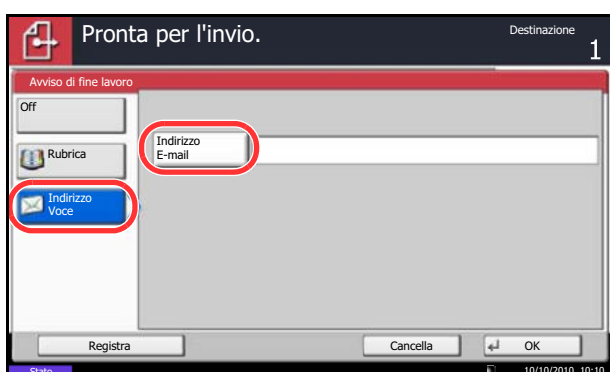 Pronta per l'invio.
Destinazione
1
Avviso di fine lavoro
Off
Rubrica
Indirizzo
Voce
Indirizzo
E-mail
Registra
Cancella
OK
Stato
10/10/2010 10:10